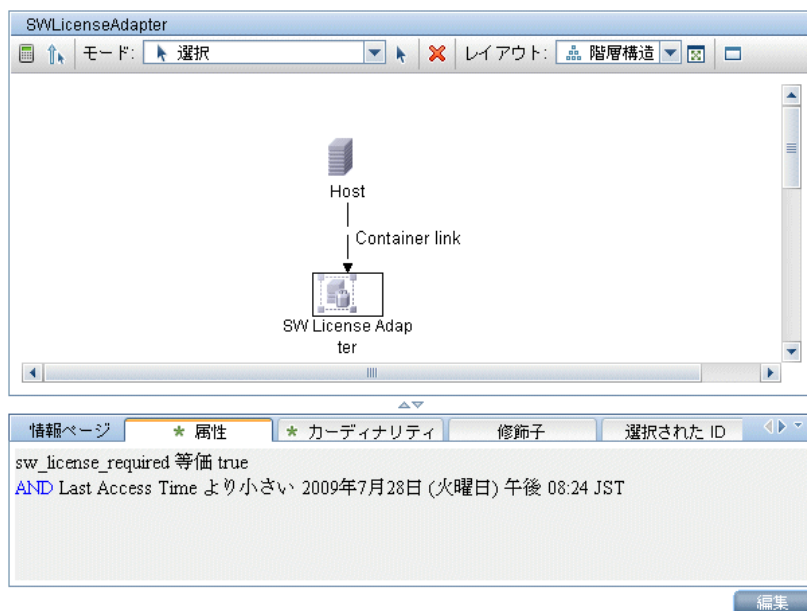 SWLicenseAdapter
モード: 選択 レイアウト: 階層構造
Host
Container link
SW License Adap
ter
情報ページ * 属性 * カーディナリティ 修飾子 選択された ID
sw_license_required 等価 true
AND Last Access Time より小さい 2009年7月28日 (火曜日) 午後 08:24 JST
編集